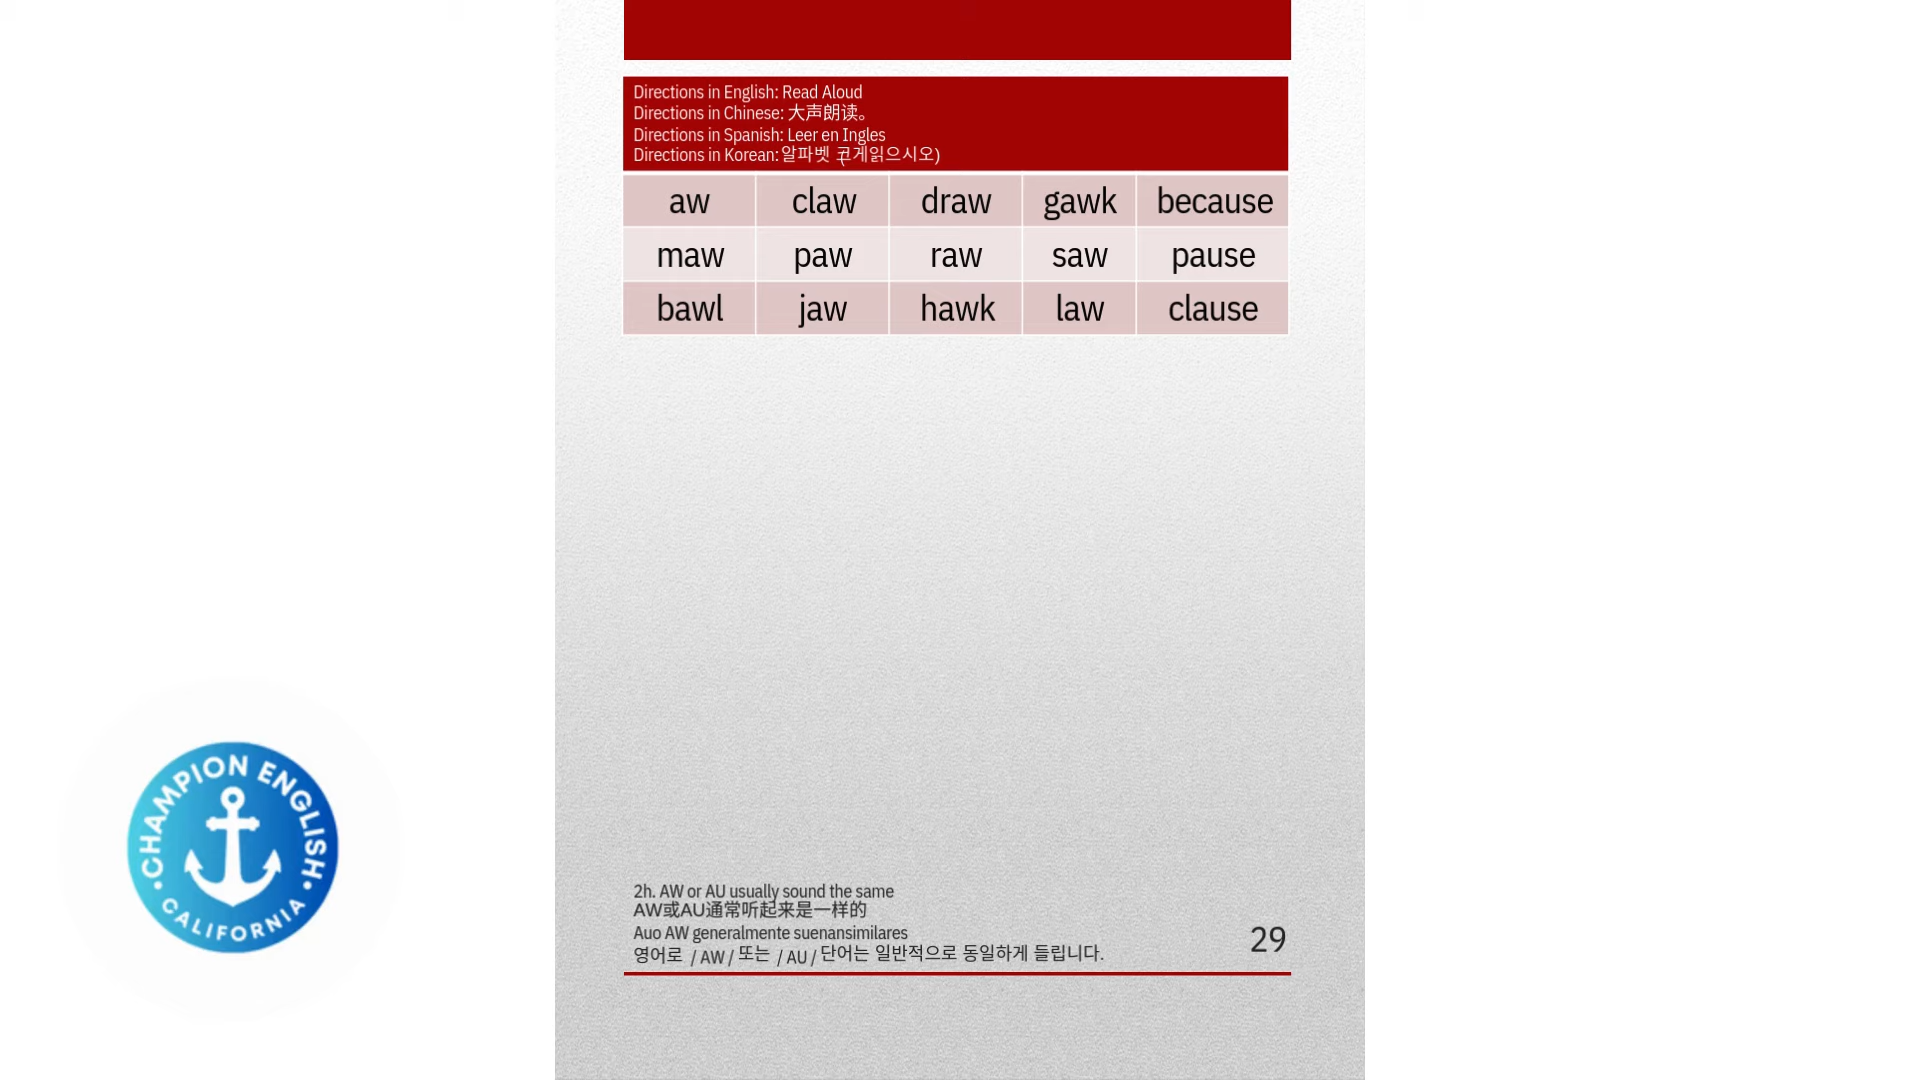 Directions in English: Read Aloud
Directions in Chinese: 大声朗读。
Directions in Spanish: Leer en Ingles
Directions in Korean: 알파벳 크게읽으시오)
aw claw draw gawk because
maw paw raw saw pause
bawl jaw hawk law clause
2h. AW or AU usually sound the same
AW或AU通常听起来是一样的
Auo AW generalmente suenansimilares
영어로 / AW / 또는 / AU / 단어는 일반적으로 동일하게 들립니다.
29
CHAMPION ENGLISH
CALIFORNIA